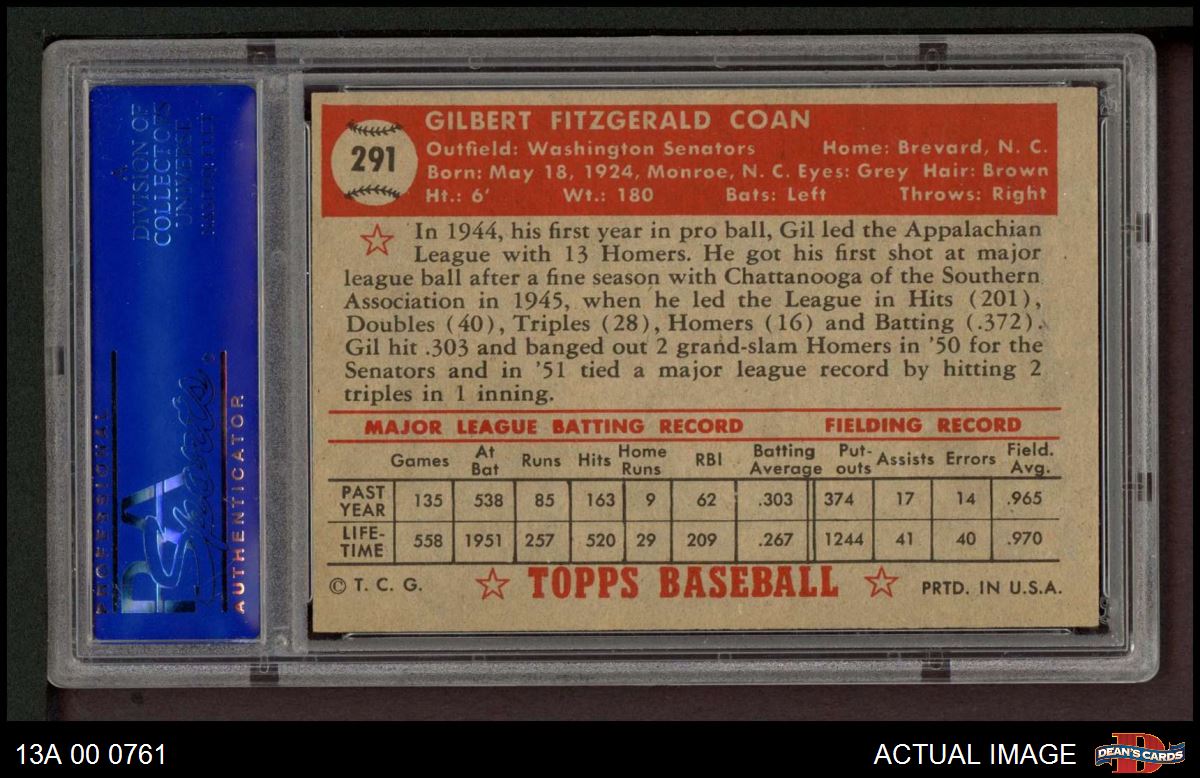 DIVISION OF
COLLECTORS
UNIVERSE
PROFESSIONAL
PSA
Sports
AUTHENTICATOR
291
GILBERT FITZGERALD COAN
Outfield: Washington Senators Home: Brevard, N. C.
Born: May 18, 1924, Monroe, N. C. Eyes: Grey Hair: Brown
Ht.: 6' Wt.: 180 Bats: Left Throws: Right
In 1944, his first year in pro ball, Gil led the Appalachian
League with 13 Homers. He got his first shot at major
league ball after a fine season with Chattanooga of the Southern
Association in 1945, when he led the League in Hits (201),
Doubles (40), Triples (28), Homers (16) and Batting (.372).
Gil hit .303 and banged out 2 grand-slam Homers in '50 for the
Senators and in '51 tied a major league record by hitting 2
triples in 1 inning.
MAJOR LEAGUE BATTING RECORD FIELDING RECORD
Games At Bat Runs Hits Home Runs RBI Batting Average Put-outs Assists Errors Field. Avg.
PAST YEAR 135 538 85 163 9 62 .303 374 17 14 .965
LIFE-TIME 558 1951 257 520 29 209 .267 1244 41 40 .970
© T. C. G. TOPPS BASEBALL PRTD. IN U.S.A.
13A 00 0761 ACTUAL IMAGE DEAN'S CARDS